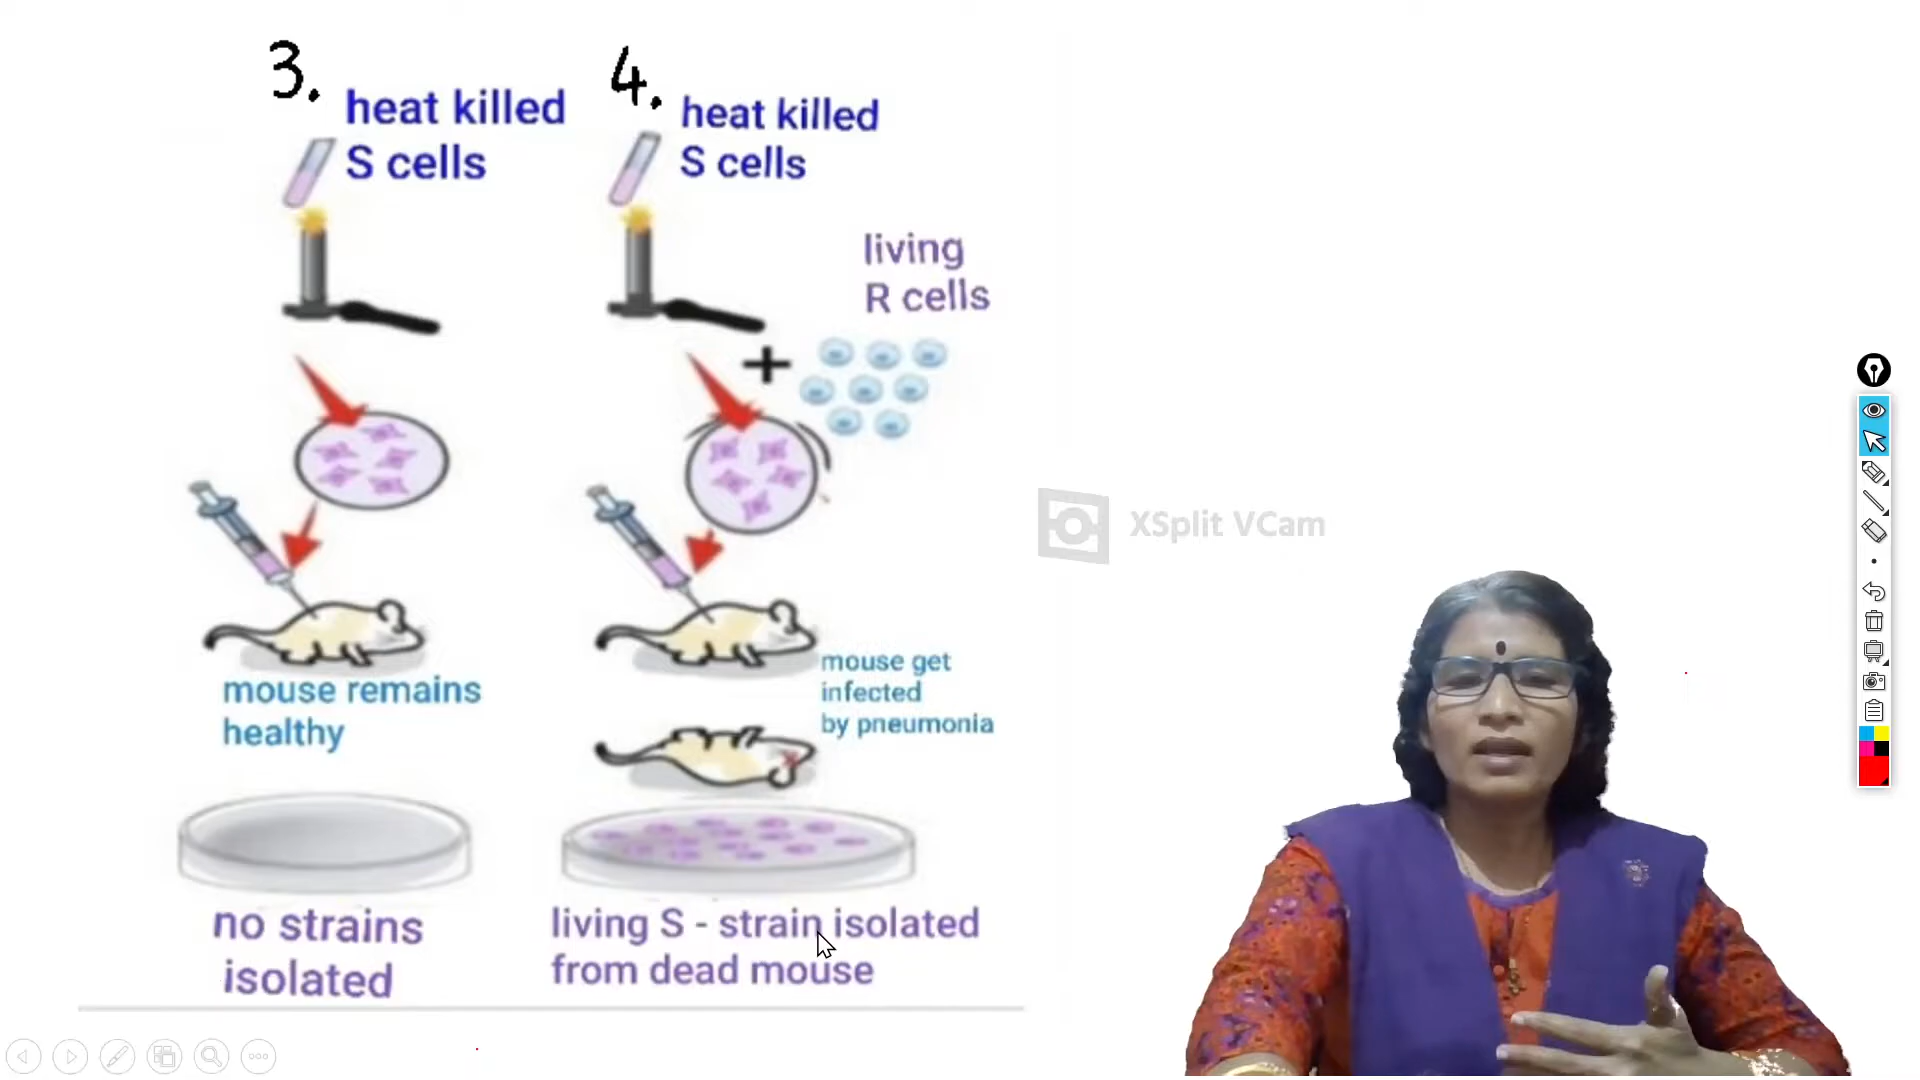 3.
heat killed
S cells
mouse remains
healthy
no strains
isolated
4.
heat killed
S cells
living
R cells
+
mouse get
infected
by pneumonia
living S - strain isolated
from dead mouse
XSplit VCam